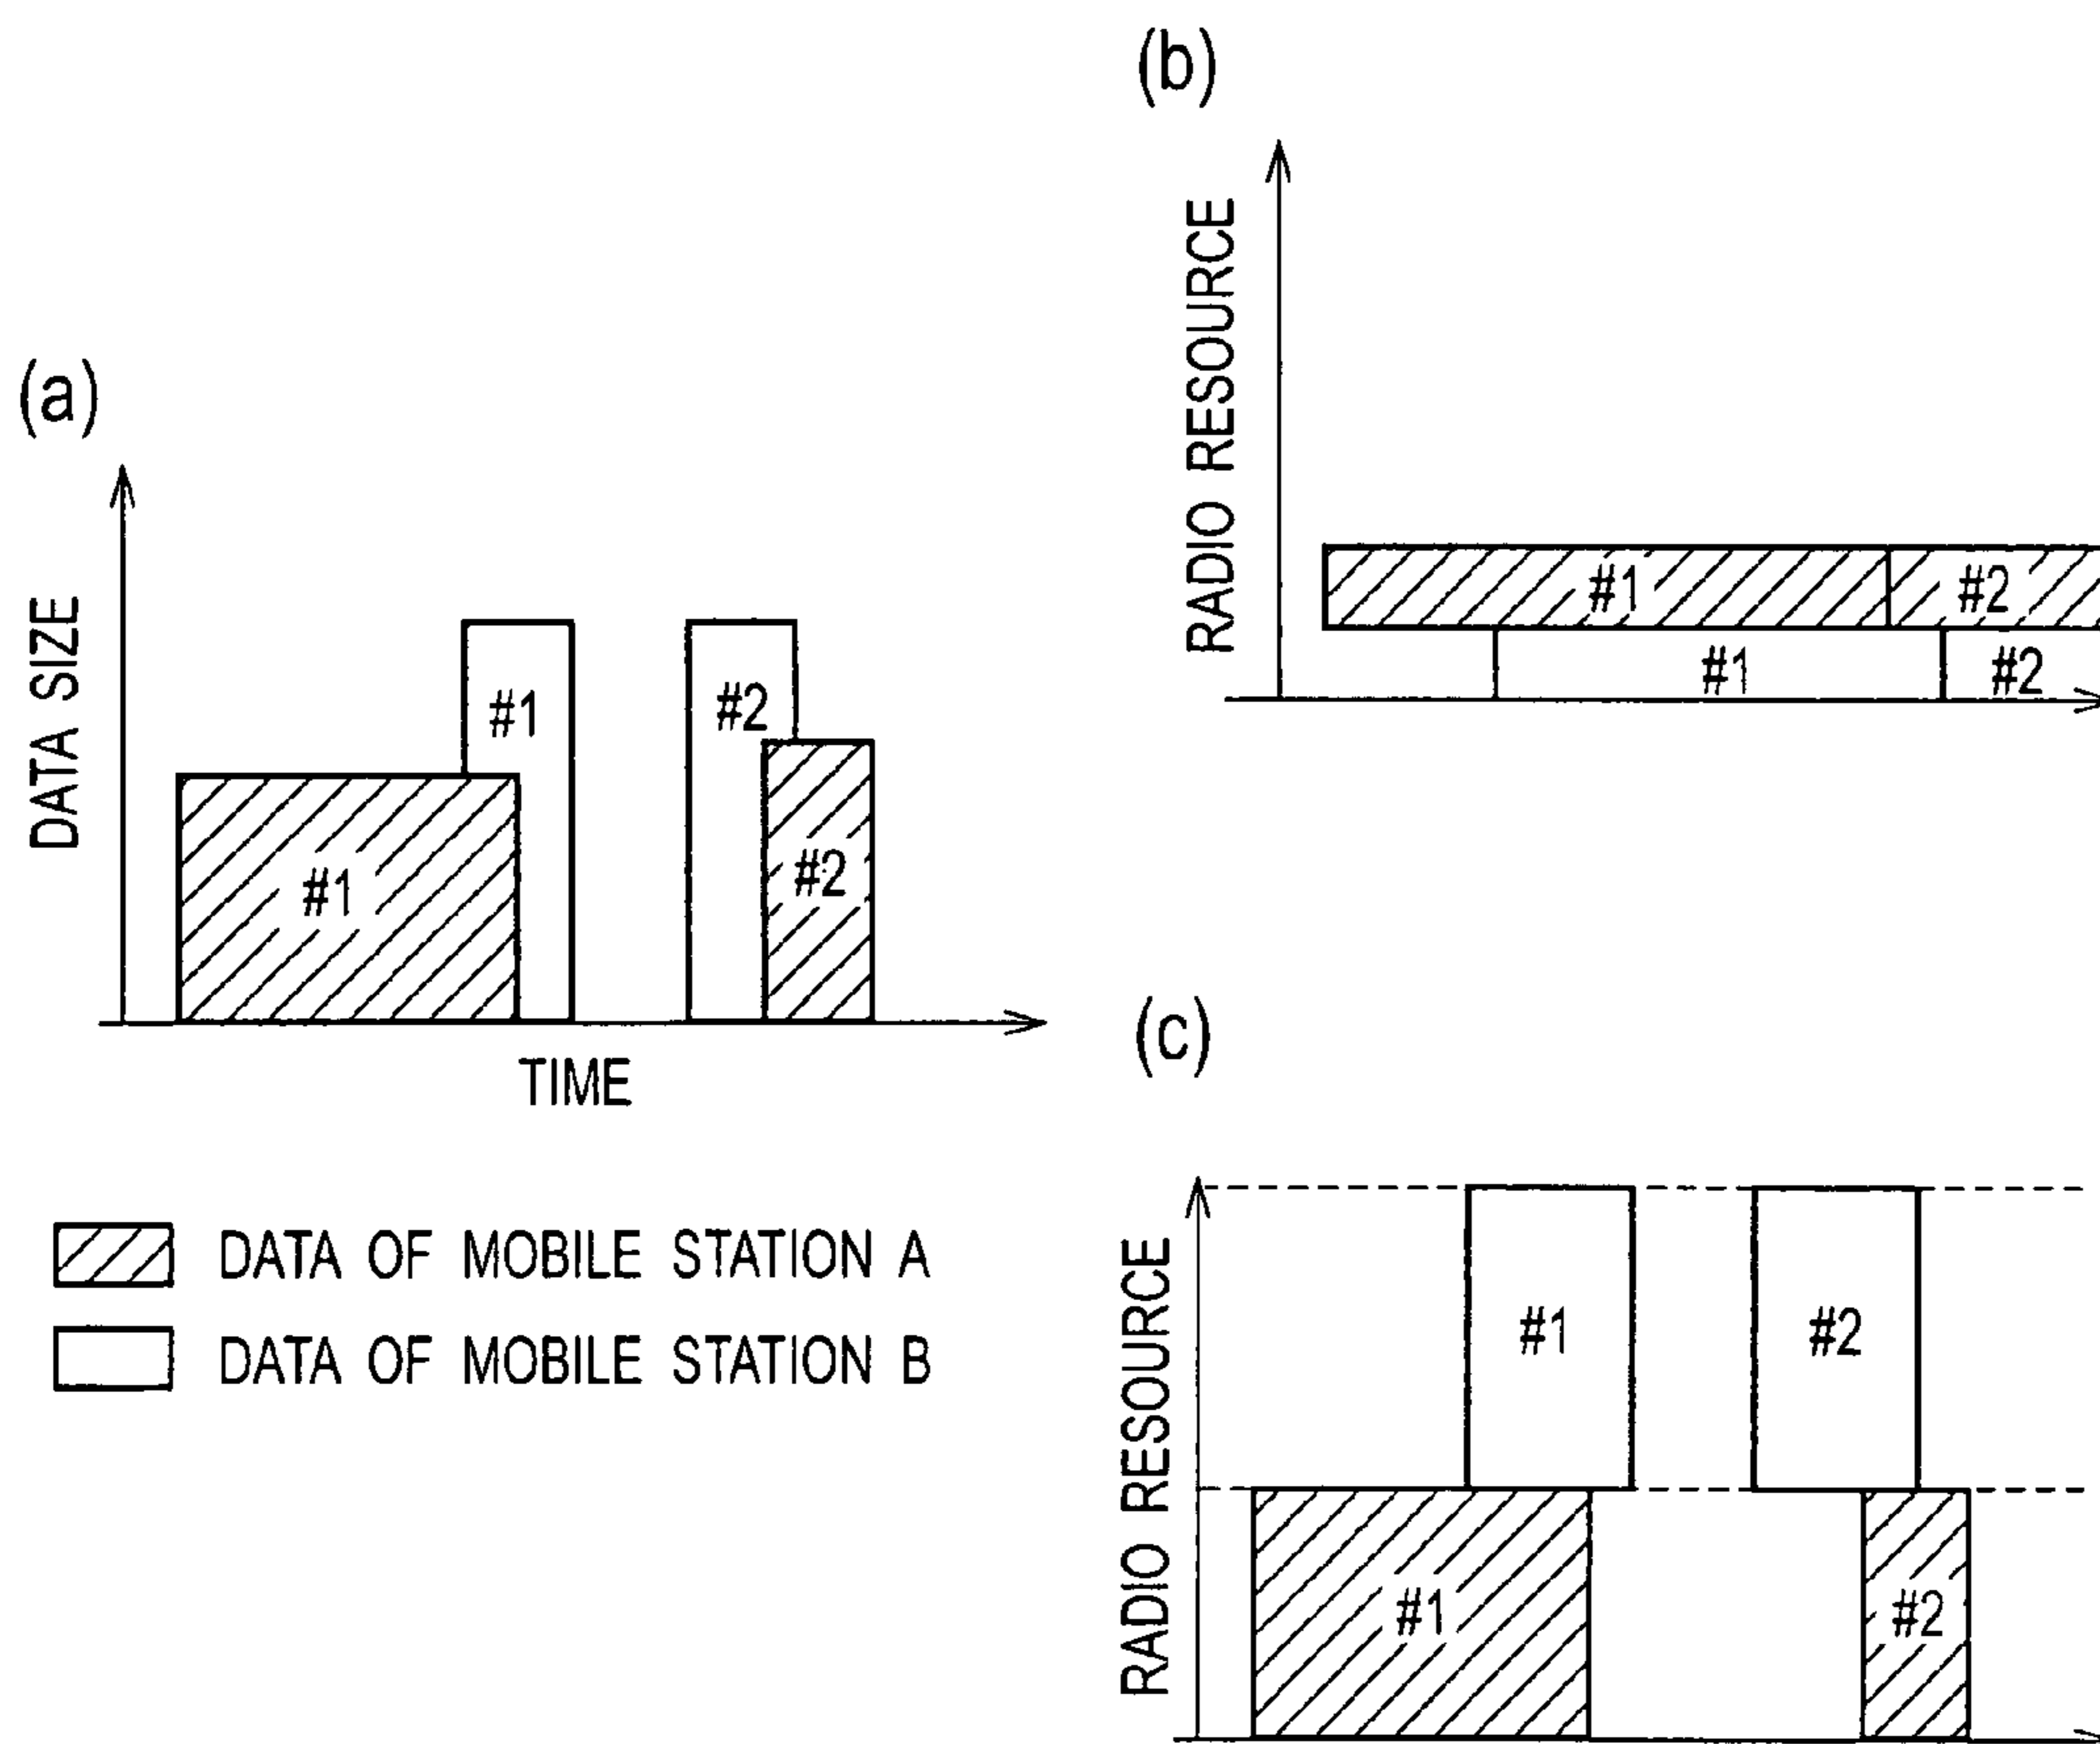 (a)
DATA SIZE
#1
#1
#2
#2
TIME
DATA OF MOBILE STATION A
DATA OF MOBILE STATION B
(b)
RADIO RESOURCE
#1
#2
#1
#2
(c)
RADIO RESOURCE
#1
#2
#1
#2